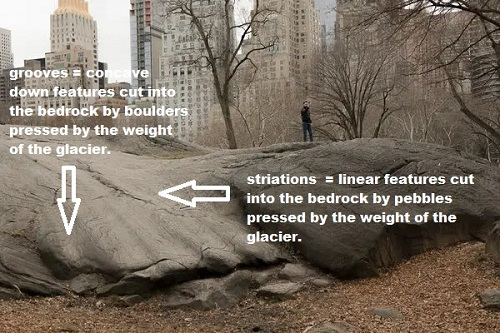 grooves = concave
down features cut into
the bedrock by boulders
pressed by the weight
of the glacier.
striations = linear features cut
into the bedrock by pebbles
pressed by the weight of the
glacier.